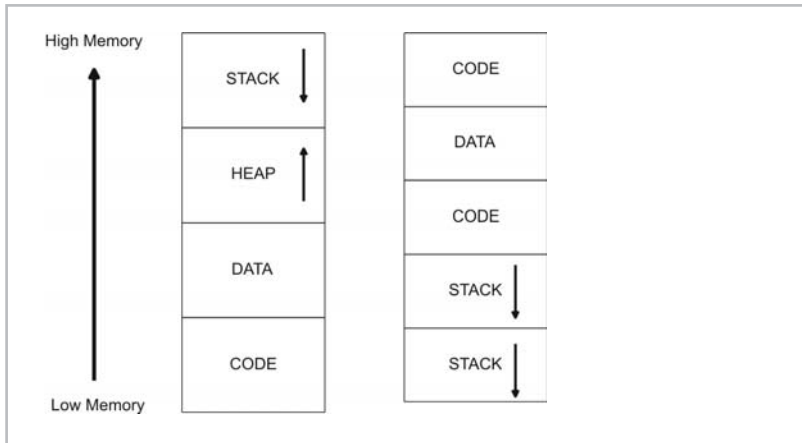 High Memory
STACK
HEAP
DATA
CODE
Low Memory
CODE
DATA
CODE
STACK
STACK